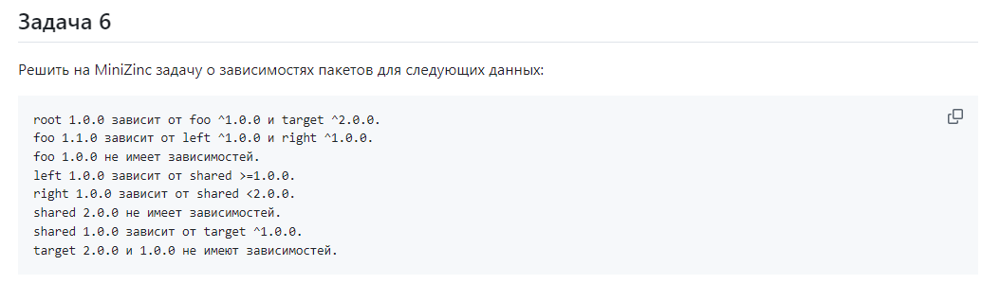 Задача 6
Решить на MiniZinc задачу о зависимостях пакетов для следующих данных:
root 1.0.0 зависит от foo ^1.0.0 и target ^2.0.0.
foo 1.1.0 зависит от left ^1.0.0 и right ^1.0.0.
foo 1.0.0 не имеет зависимостей.
left 1.0.0 зависит от shared >=1.0.0.
right 1.0.0 зависит от shared <2.0.0.
shared 2.0.0 не имеет зависимостей.
shared 1.0.0 зависит от target ^1.0.0.
target 2.0.0 и 1.0.0 не имеют зависимостей.